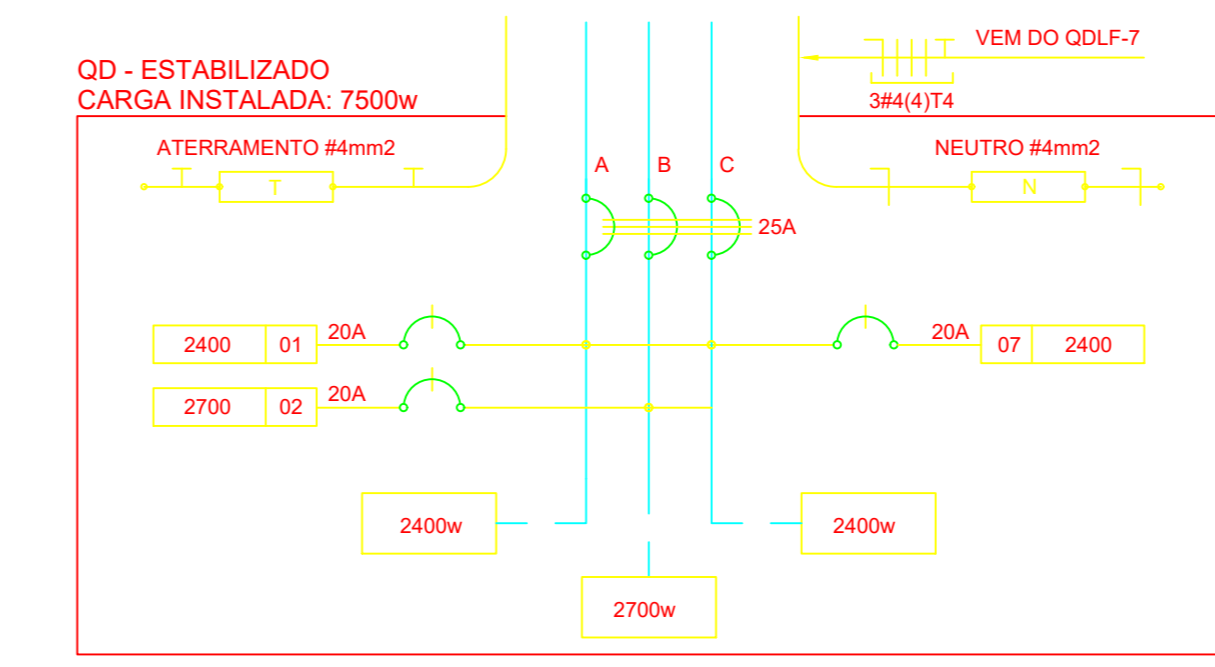 VEM DO QDLF-7
QD - ESTABILIZADO
CARGA INSTALADA: 7500w
3#4(4)T4
ATERRAMENTO #4mm2
NEUTRO #4mm2
A
B
C
T
N
25A
2400
01
20A
20A
07
2400
2700
02
20A
2400w
2400w
2700w